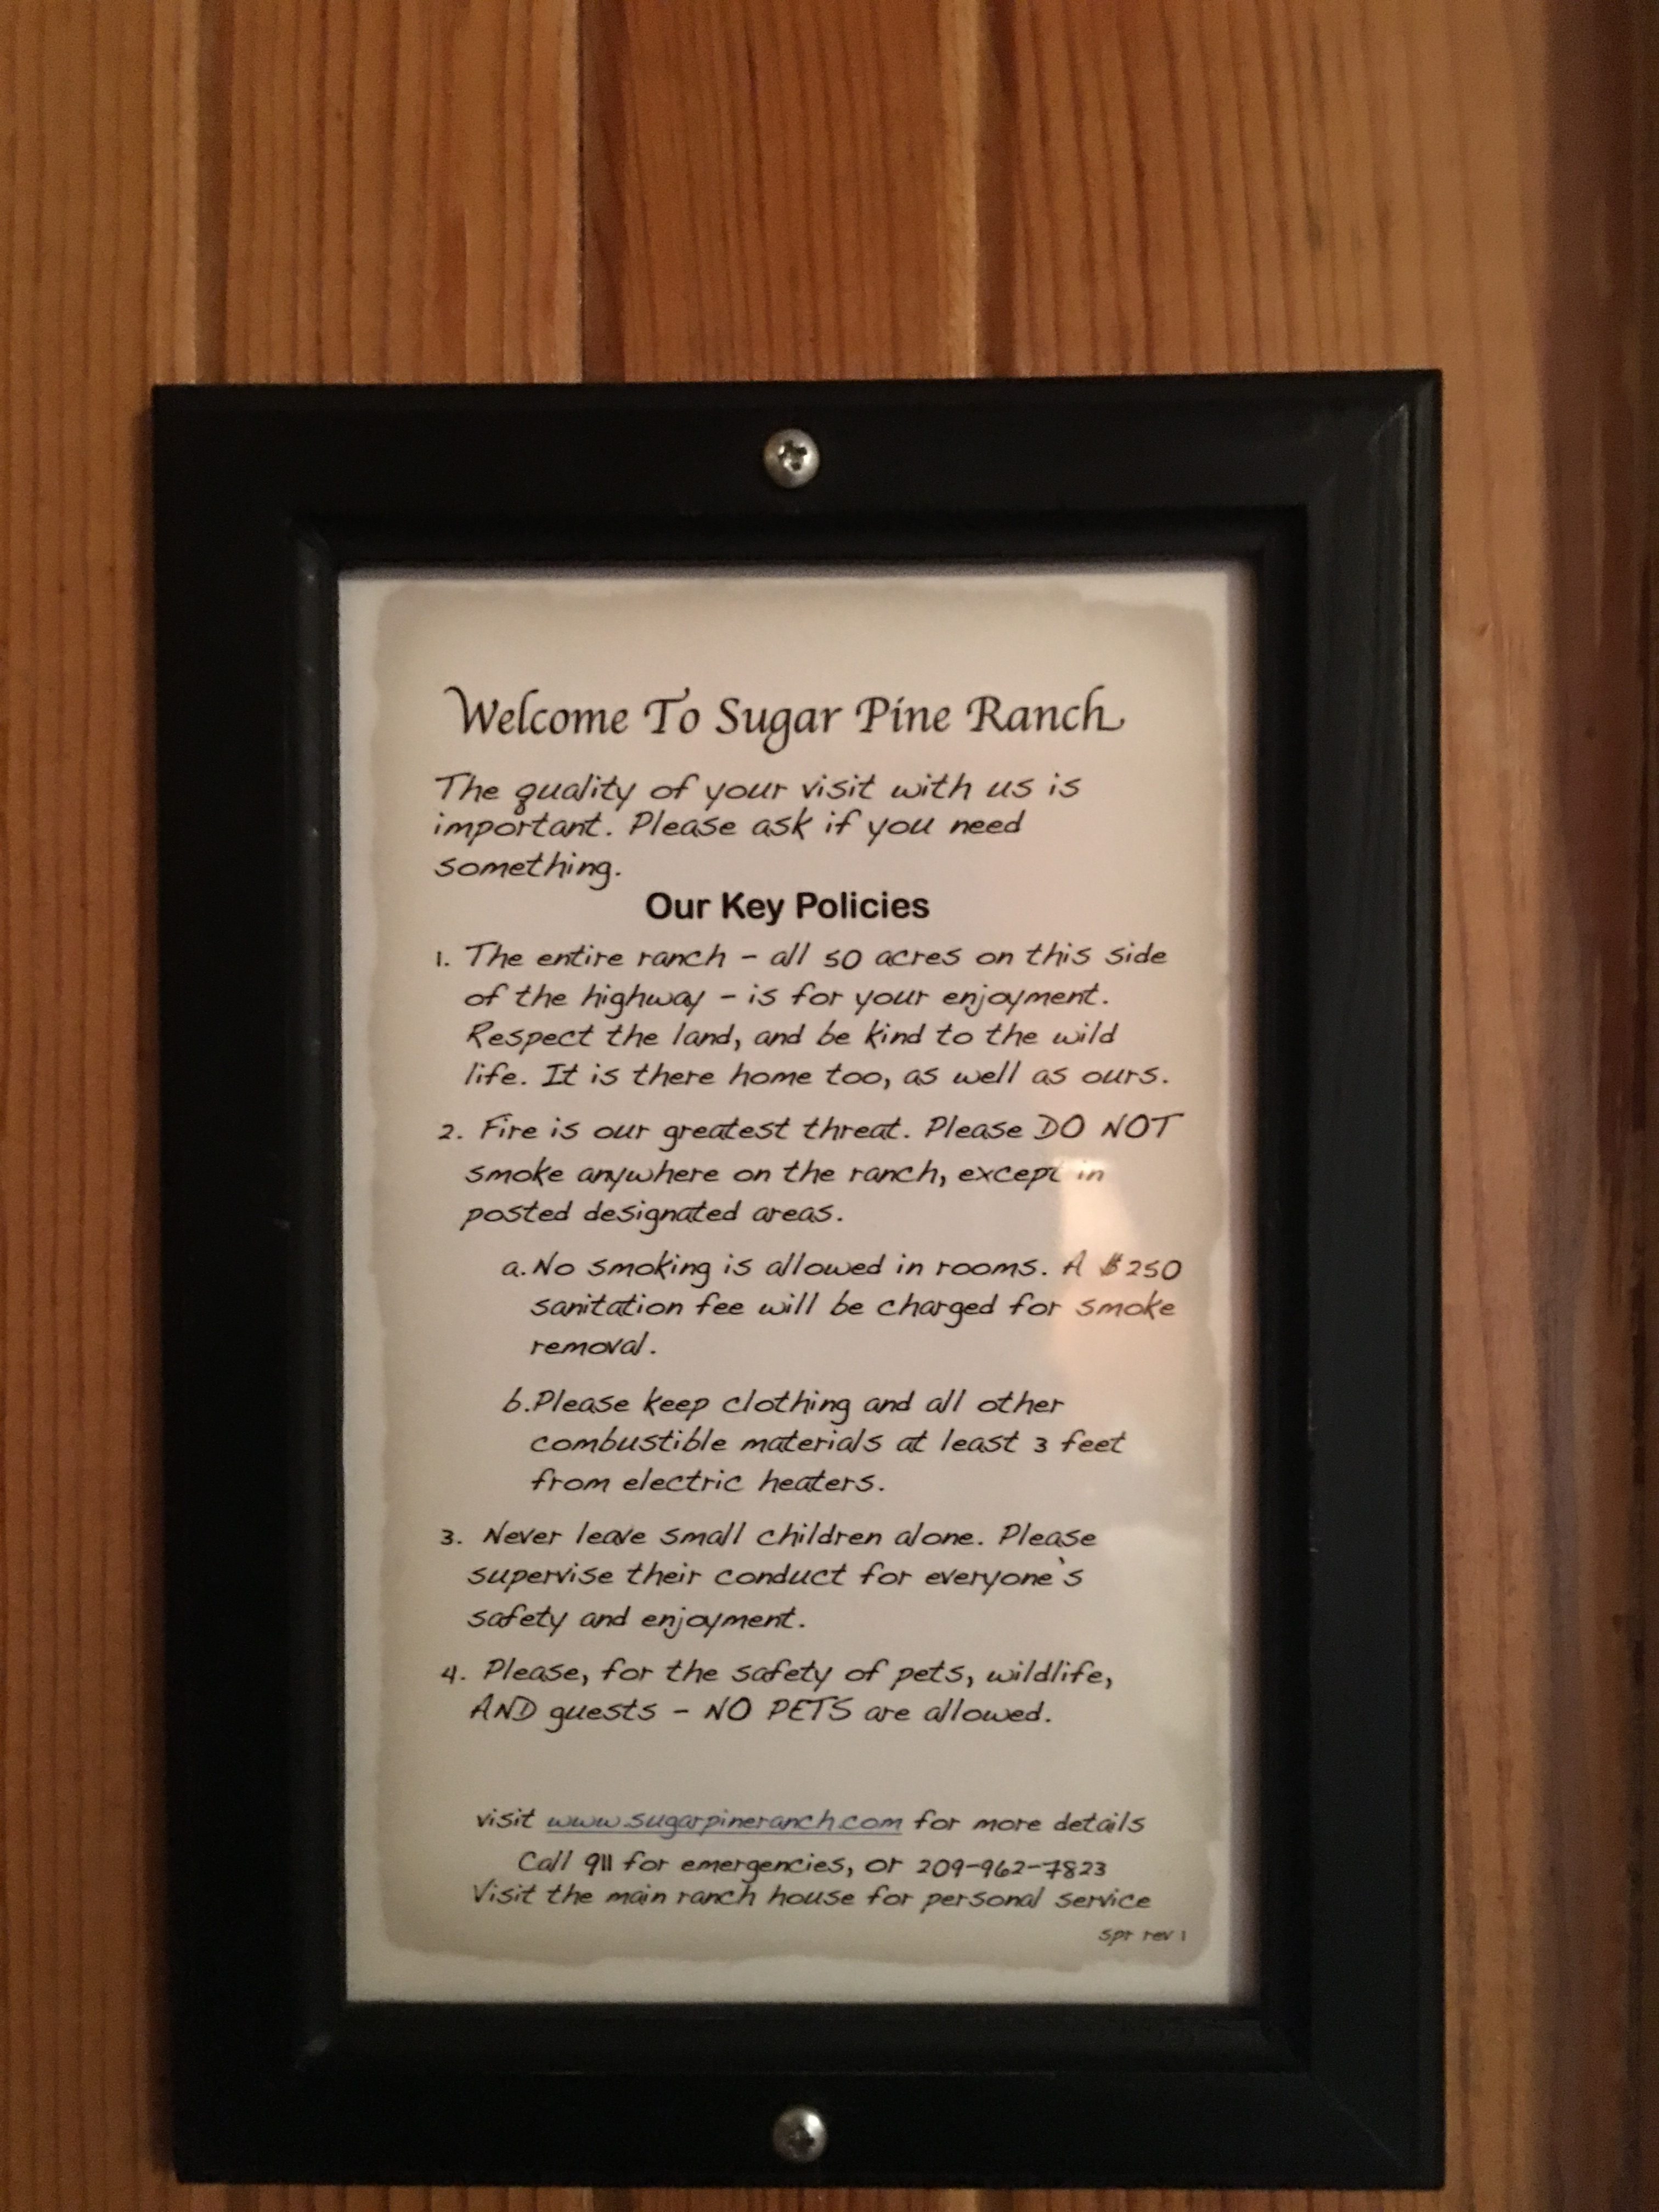 Welcome To Sugar Pine Ranch
The quality of your visit with us is
important. Please ask if you need
something.
Our Key Policies
1. The entire ranch - all 50 acres on this side
of the highway - is for your enjoyment.
Respect the land, and be kind to the wild
life. It is there home too, as well as ours.
2. Fire is our greatest threat. Please DO NOT
smoke anywhere on the ranch, except in
posted designated areas.
a. No smoking is allowed in rooms. A $250
sanitation fee will be charged for smoke
removal.
b. Please keep clothing and all other
combustible materials at least 3 feet
from electric heaters.
3. Never leave small children alone. Please
supervise their conduct for everyone's
safety and enjoyment.
4. Please, for the safety of pets, wildlife,
AND guests - NO PETS are allowed.
visit www.sugarpineranch.com for more details
Call 911 for emergencies, or 209-962-7823
Visit the main ranch house for personal service
spr rev 1